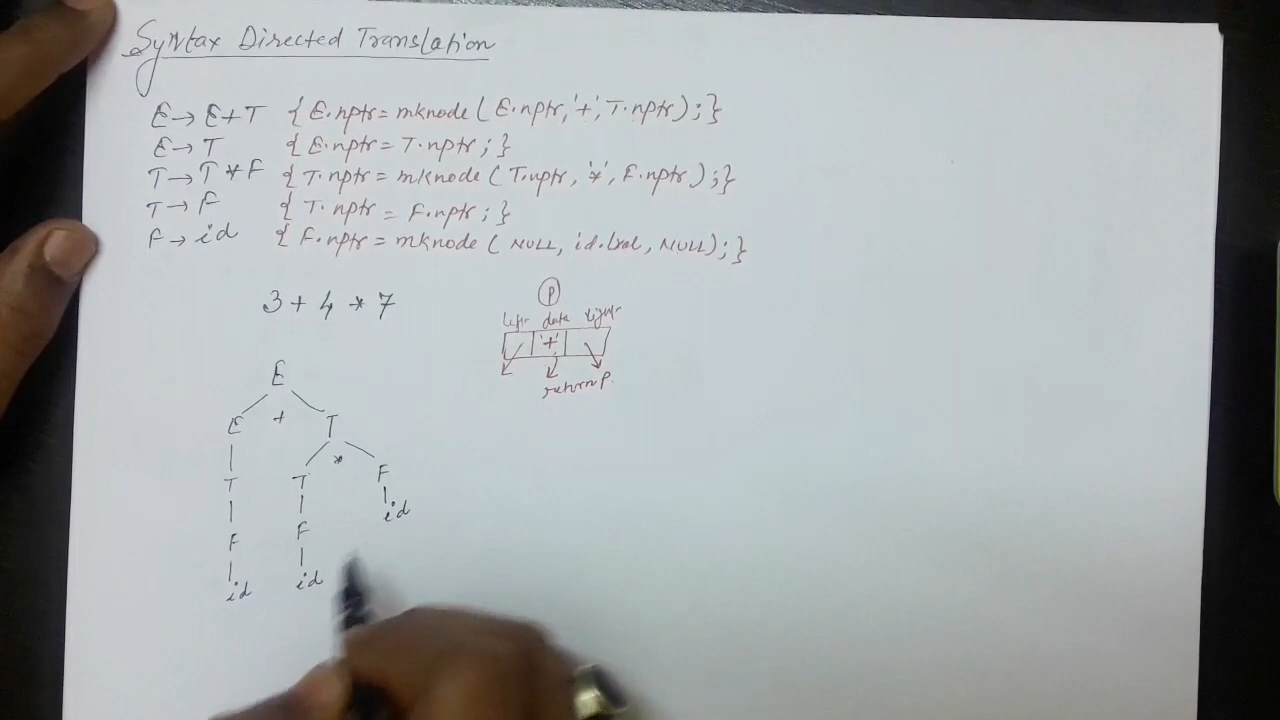 Syntax Directed Translation
E → E+T { E.nptr = mknode ( E.nptr, '+', T.nptr ) ; }
E → T { E.nptr = T.nptr ; }
T → T * F { T.nptr = mknode ( T.nptr, '*', F.nptr ) ; }
T → F { T.nptr = F.nptr ; }
F → id { F.nptr = mknode ( NULL, id.lval, NULL ) ; }
3 + 4 * 7
P
left data right
'+'
return P.
E
E + T
T T * F
F F id
id id